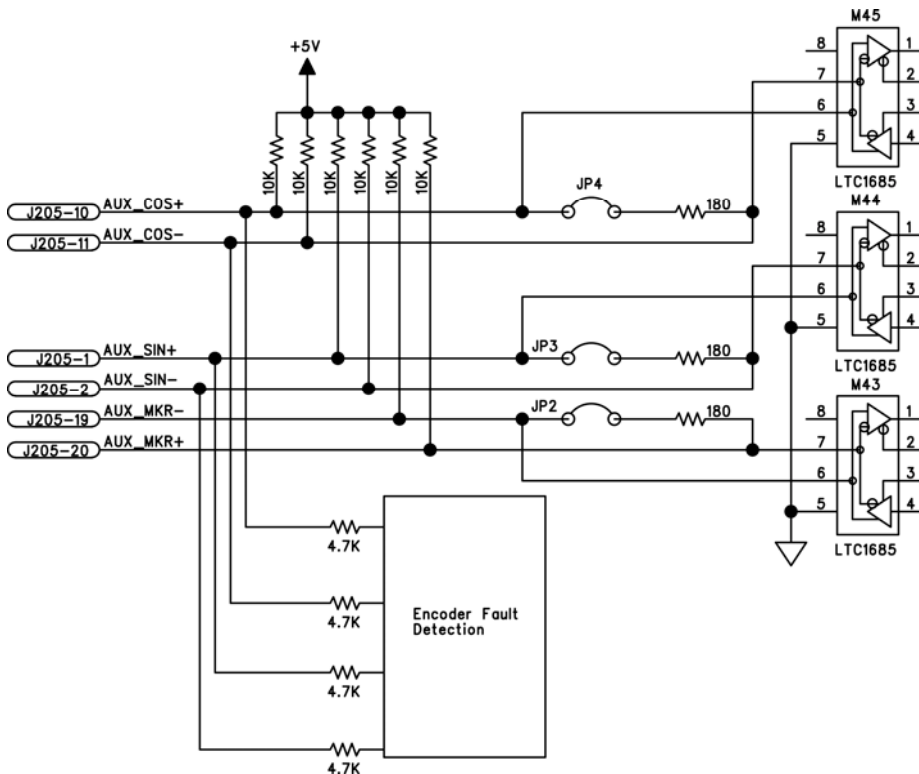 M45
+5V
8 1
7 2
6 3
5 4
10K 10K 10K 10K 10K 10K
LTC1685
JP4
180
J205-10 AUX_COS+
J205-11 AUX_COS-
M44
8 1
7 2
6 3
5 4
LTC1685
J205-1 AUX_SIN+
JP3
180
J205-2 AUX_SIN-
M43
J205-19 AUX_MKR-
JP2
180
8 1
J205-20 AUX_MKR+
7 2
6 3
5 4
LTC1685
4.7K
4.7K
Encoder Fault
Detection
4.7K
4.7K